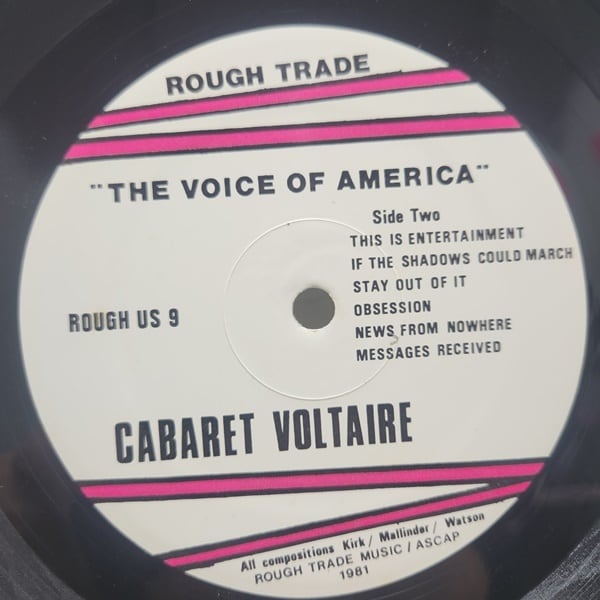 ROUGH TRADE
"THE VOICE OF AMERICA"
Side Two
THIS IS ENTERTAINMENT
IF THE SHADOWS COULD MARCH
STAY OUT OF IT
OBSESSION
NEWS FROM NOWHERE
MESSAGES RECEIVED
ROUGH US 9
CABARET VOLTAIRE
All compositions Kirk / Mallinder / Watson
ROUGH TRADE MUSIC / ASCAP
1981